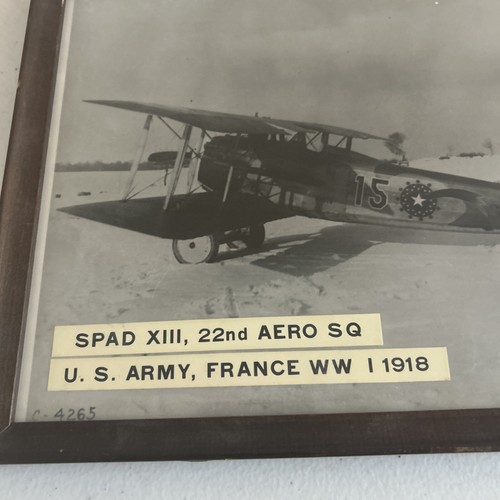 15
SPAD XIII, 22nd AERO SQ
U. S. ARMY, FRANCE WW I 1918
C-4265